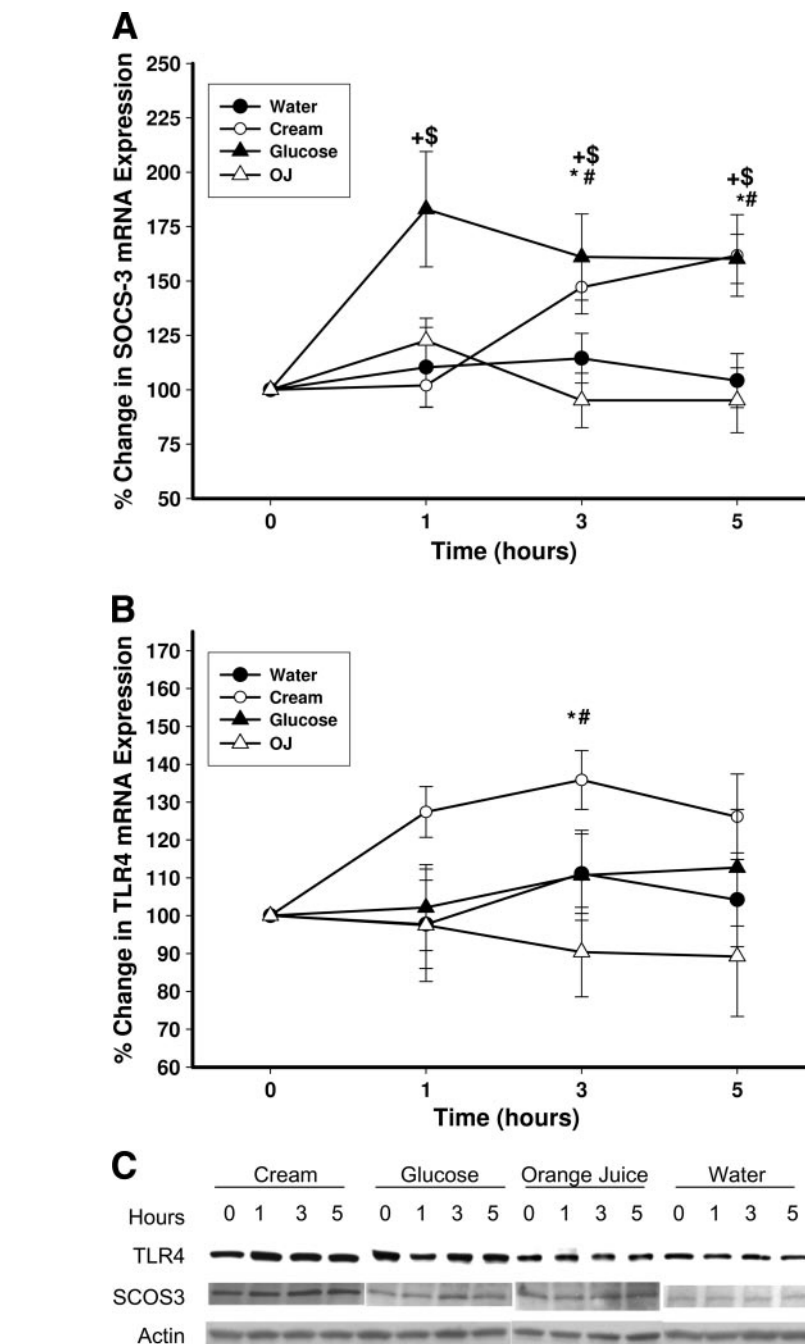 A
% Change in SOCS-3 mRNA Expression
250
225
200
175
150
125
100
75
50
Water
Cream
Glucose
OJ
+$
+$
*#
+$
*#
0 1 3 5
Time (hours)
B
% Change in TLR4 mRNA Expression
170
160
150
140
130
120
110
100
90
80
70
60
Water
Cream
Glucose
OJ
*#
0 1 3 5
Time (hours)
C
Cream Glucose Orange Juice Water
Hours 0 1 3 5 0 1 3 5 0 1 3 5 0 1 3 5
TLR4
SCOS3
Actin